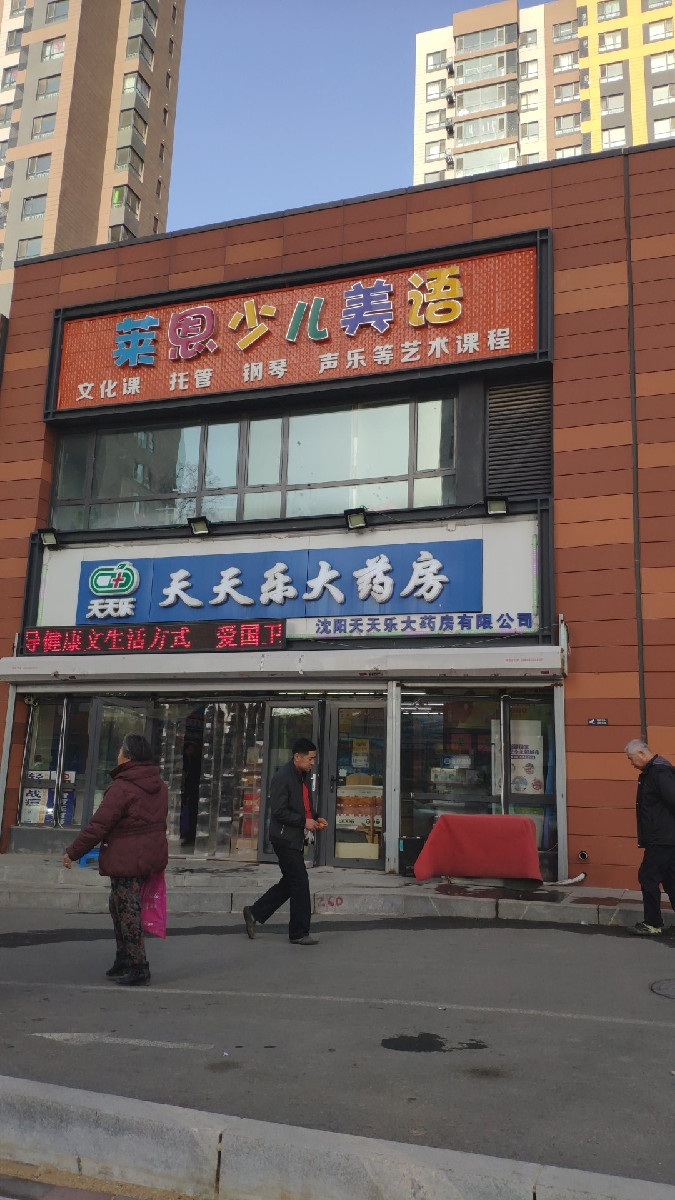 莱恩少儿美语
文化课 托管 钢琴 声乐等艺术课程
天天乐
天天乐大药房
导健康文生活方式 爱国卫
沈阳天天乐大药房有限公司
260